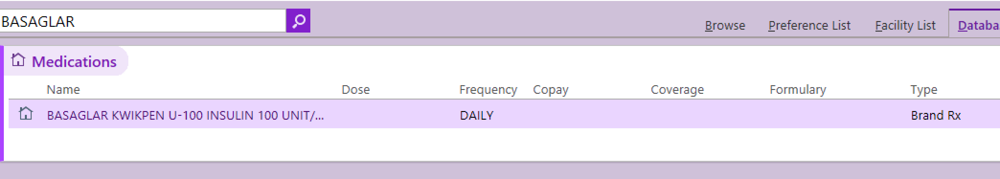 BASAGLAR
Browse Preference List Facility List Databa
Medications
Name Dose Frequency Copay Coverage Formulary Type
BASAGLAR KWIKPEN U-100 INSULIN 100 UNIT/... DAILY Brand Rx